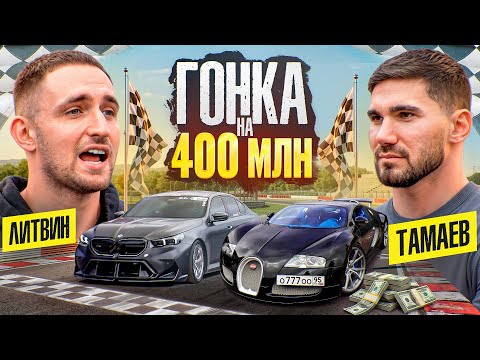 ГОНКА
НА
400 МЛН
ЛИТВИН
ТАМАЕВ
О777ОО 95